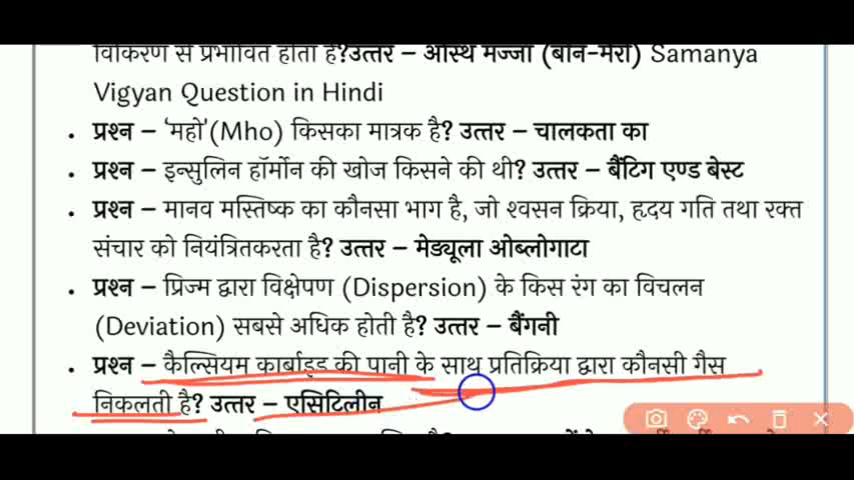 विकिरण से प्रभावित होता है?उत्तर – अस्थि मज्जा (बोन-मैरो) Samanya
Vigyan Question in Hindi
• प्रश्न – 'महो'(Mho) किसका मात्रक है? उत्तर – चालकता का
• प्रश्न – इन्सुलिन हॉर्मोन की खोज किसने की थी? उत्तर – बैंटिग एण्ड बेस्ट
• प्रश्न – मानव मस्तिष्क का कौनसा भाग है, जो श्वसन क्रिया, हृदय गति तथा रक्त
संचार को नियंत्रितकरता है? उत्तर – मेड्यूला ओब्लोगाटा
• प्रश्न – प्रिज्म द्वारा विक्षेपण (Dispersion) के किस रंग का विचलन
(Deviation) सबसे अधिक होती है? उत्तर – बैंगनी
• प्रश्न – कैल्सियम कार्बाइड की पानी के साथ प्रतिक्रिया द्वारा कौनसी गैस
निकलती है? उत्तर – एसिटिलीन